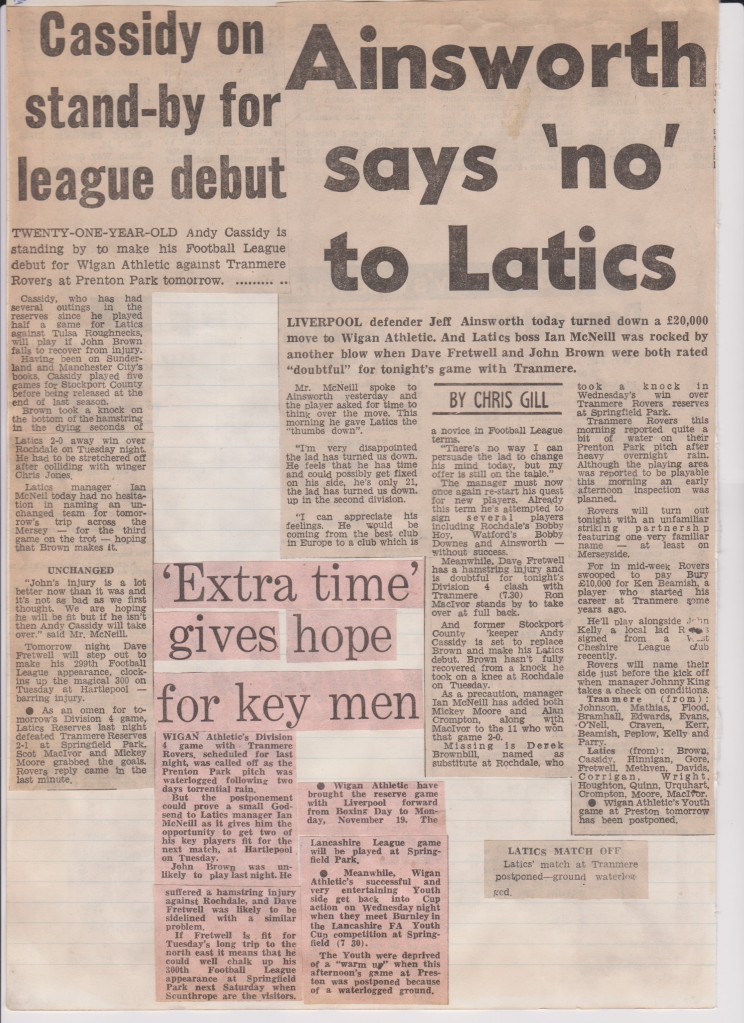 Cassidy on
stand-by for
league debut
TWENTY-ONE-YEAR-OLD Andy Cassidy is
standing by to make his Football League
debut for Wigan Athletic against Tranmere
Rovers at Prenton Park tomorrow. ......... ..
Cassidy, who has had
several outings in the
reserves since he played
half a game for Latics
against Tulsa Roughnecks,
will play if John Brown
fails to recover from injury.
Having been on Sunder-
land and Manchester City's
books, Cassidy played five
games for Stockport County
before being released at the
end of last season.
Brown took a knock on
the bottom of the hamstring
in the dying seconds of
Latics 2-0 away win over
Rochdale on Tuesday night.
He had to be stretchered off
after colliding with winger
Chris Jones.
Latics manager Ian
McNeil today had no hesita-
tion in naming an un-
changed team for tomor-
row's trip across the
Mersey — for the third
game on the trot — hoping
that Brown makes it.
UNCHANGED
"John's injury is a lot
better now than it was and
it's not as bad as we first
thought. We are hoping
he will be fit but if he isn't
then Andy Cassidy will take
over." said Mr. McNeill.
Tomorrow night Dave
Fretwell will step out to
make his 299th Football
League appearance, clock-
ing up the magical 300 on
Tuesday at Hartlepool —
barring injury.
● As an omen for to-
morrow's Division 4 game,
Latics Reserves last night
defeated Tranmere Reserves
2-1 at Springfield Park,
Scot MacIvor and Mickey
Moore grabbed the goals.
Rovers reply came in the
last minute.
Ainsworth
says 'no'
to Latics
LIVERPOOL defender Jeff Ainsworth today turned down a £20,000
move to Wigan Athletic. And Latics boss Ian McNeill was rocked by
another blow when Dave Fretwell and John Brown were both rated
"doubtful" for tonight's game with Tranmere.
Mr. McNeill spoke to
Ainsworth yesterday and
the player asked for time to
thing over the move. This
morning he gave Latics the
"thumbs down".
"I'm very disappointed
the lad has turned us down.
He feels that he has time
and could possibly get fixed
on his side, he's only 21,
the lad has turned us down.
up in the second division.
"I can appreciate his
feelings. He would be
coming from the best club
in Europe to a club which is
BY CHRIS GILL
a novice in Football League
terms.
"There's no way I can
persuade the lad to change
his mind today, but my
offer is still on the table."
The manager must now
once again re-start his quest
for new players. Already
this term he's attempted to
sign several players
including Rochdale's Bobby
Hoy, Watford's Bobby
Downes and Ainsworth —
without success.
Meanwhile, Dave Fretwell
has a hamstring injury and
is doubtful for tonight's
Division 4 clash with
Tranmere (7.30) Ron
MacIvor stands by to take
over at full back.
And former Stockport
County 'keeper Andy
Cassidy is set to replace
Brown and make his Latics
debut. Brown hasn't fully
recovered from a knock he
took on a knee at Rochdale
on Tuesday.
As a precaution, manager
Ian McNeill has added both
Mickey Moore and Alan
Crompton, along with
MacIvor to the 11 who won
that game 2-0.
Missing is Derek
Brownbill, named as
substitute at Rochdale, who
took a knock in
Wednesday's win over
Tranmere Rovers reserves
at Springfield Park.
Tranmere Rovers this
morning reported quite a
bit of water on their
Prenton Park pitch after
heavy overnight rain.
Although the playing area
was reported to be playable
this morning an early
afternoon inspection was
planned.
Rovers will turn out
tonight with an unfamiliar
striking partnership
featuring one very familiar
name — at least on
Merseyside.
For in mid-week Rovers
swooped to pay Bury
£10,000 for Ken Beamish, a
player who started his
career at Tranmere some
years ago.
He'll play alongside John
Kelly a local lad
signed from a
Cheshire League club
recently.
Rovers will name their
side just before the kick off
when manager Johnny King
takes a check on conditions.
Tranmere (from):
Johnson, Mathias, Flood,
Bramhall, Edwards, Evans,
O'Nell, Craven, Kerr,
Beamish, Peplow, Kelly and
Parry.
Latics (from): Brown,
Cassidy, Hinnigan, Gore,
Fretwell, Methven, Davids,
Corrigan, Wright,
Houghton, Quinn, Urquhart,
Crompton, Moore, MacIvor.
● Wigan Athletic's Youth
game at Preston tomorrow
has been postponed.
'Extra time'
gives hope
for key men
WIGAN Athletic's Division
4 game with Tranmere
Rovers, scheduled for last
night, was called off as the
Prenton Park pitch was
waterlogged following two
days torrential rain.
But the postponement
could prove a small God-
send to Latics manager Ian
McNeill as it gives him the
opportunity to get two of
his key players fit for the
next match, at Hartlepool
on Tuesday.
John Brown was un-
likely to play last night. He
suffered a hamstring injury
against Rochdale, and Dave
Fretwell was likely to be
sidelined with a similar
problem.
If Fretwell is fit for
Tuesday's long trip to the
north east it means that he
could well chalk up his
300th Football League
appearance at Springfield
Park next Saturday when
Scunthrope are the visitors.
● Wigan Athletic have
brought the reserve game
with Liverpool forward
from Boxing Day to Mon-
day, November 19. The
Lancashire League game
will be played at Spring-
field Park.
● Meanwhile, Wigan
Athletic's successful and
very entertaining Youth
side get back into Cup
action on Wednesday night
when they meet Burnley in
the Lancashire FA Youth
Cup competition at Spring-
field (7 30).
The Youth were deprived
of a "warm up" when this
afternoon's game at Pres-
ton was postponed because
of a waterlogged ground.
LATICS MATCH OFF
Latics' match at Tranmere
postponed—ground waterlog
ged.